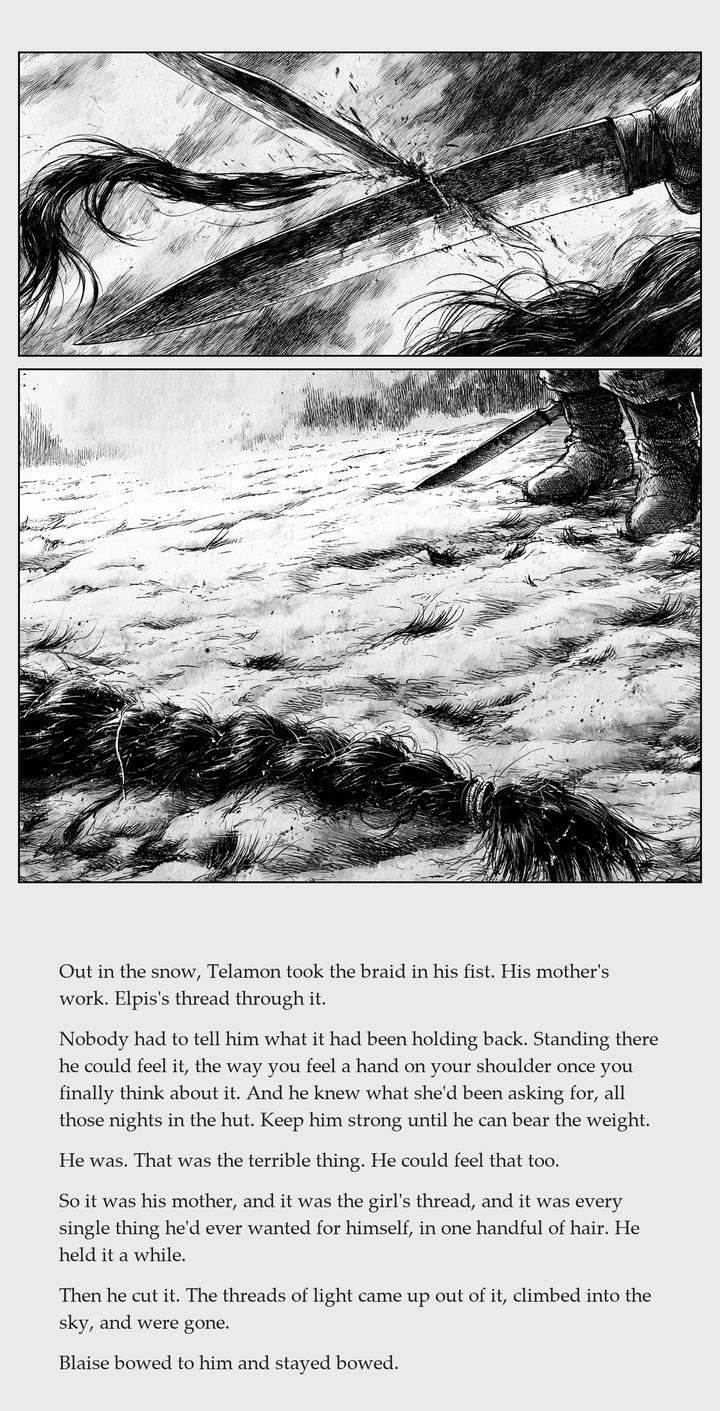 Out in the snow, Telamon took the braid in his fist. His mother's
work. Elpis's thread through it.
Nobody had to tell him what it had been holding back. Standing there
he could feel it, the way you feel a hand on your shoulder once you
finally think about it. And he knew what she'd been asking for, all
those nights in the hut. Keep him strong until he can bear the weight.
He was. That was the terrible thing. He could feel that too.
So it was his mother, and it was the girl's thread, and it was every
single thing he'd ever wanted for himself, in one handful of hair. He
held it a while.
Then he cut it. The threads of light came up out of it, climbed into the
sky, and were gone.
Blaise bowed to him and stayed bowed.